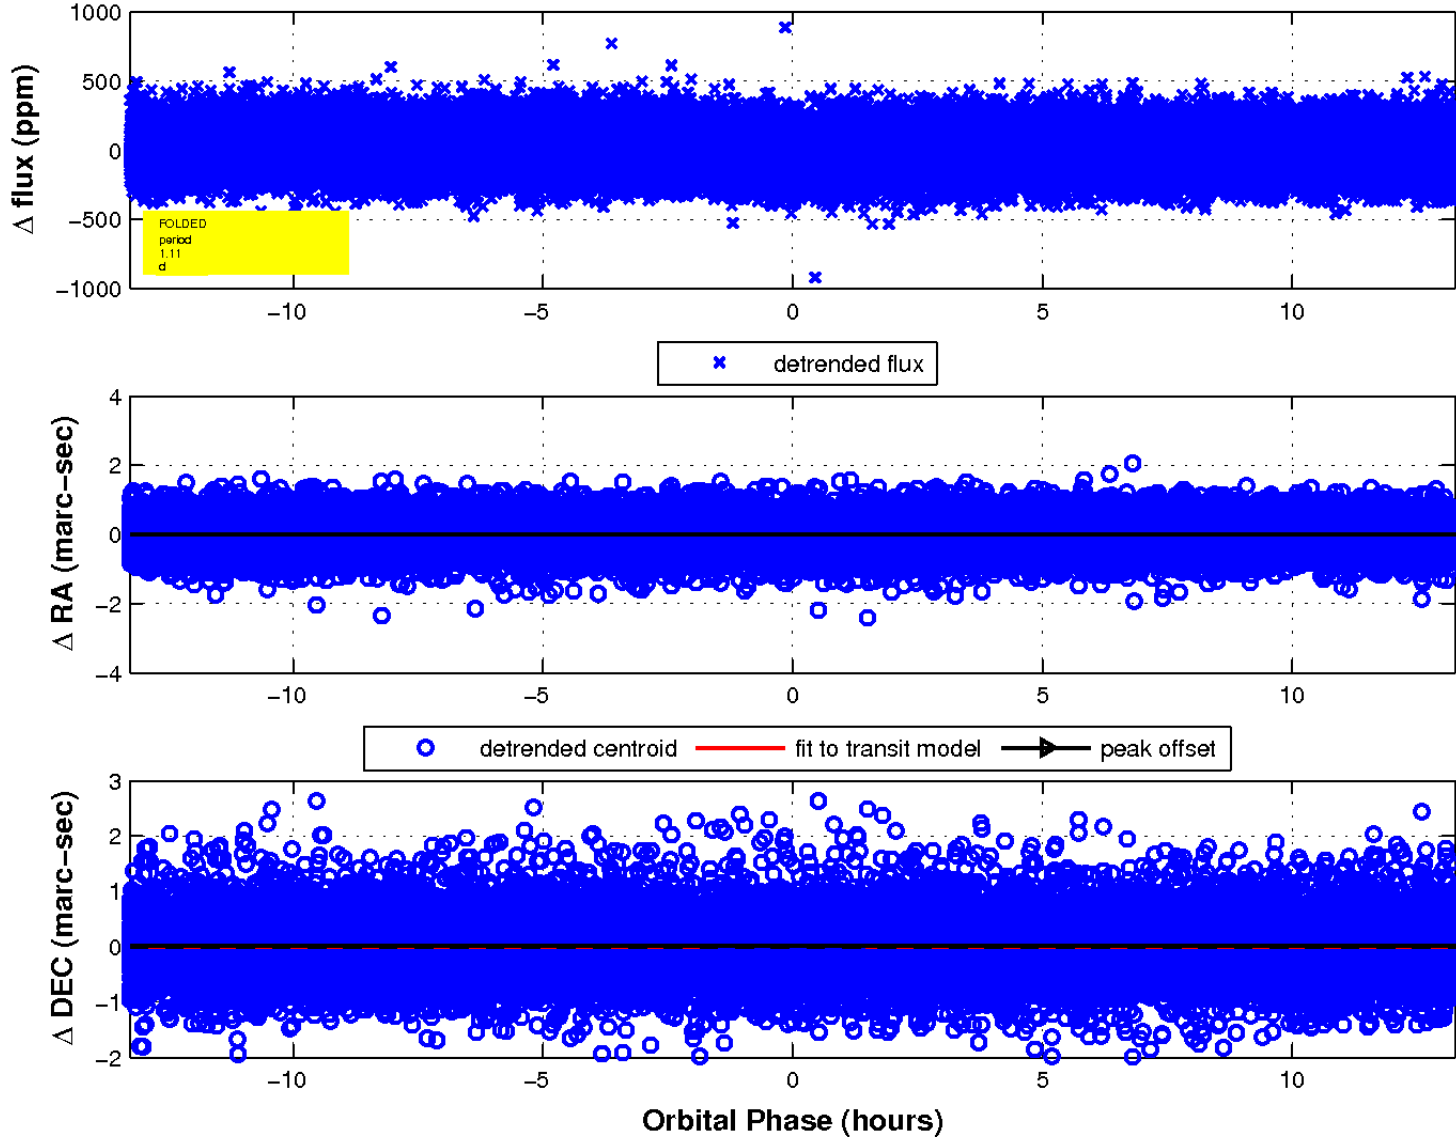 Δ flux (ppm)
1000
500
0
−500
−1000
FOLDED
period
1.11
d
−10
−5
0
5
10
detrended flux
Δ RA (marc−sec)
4
2
0
−2
−4
−10
−5
0
5
10
detrended centroid
fit to transit model
peak offset
Δ DEC (marc−sec)
3
2
1
0
−1
−2
−10
−5
0
5
10
Orbital Phase (hours)